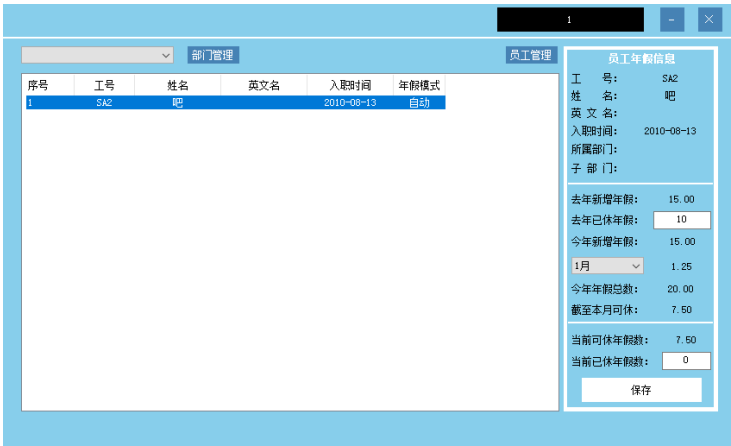 1
部门管理 员工管理
序号 工号 姓名 英文名 入职时间 年假模式
1 SA2 吧 2010-08-13 自动
员工年假信息
工 号: SA2
姓 名: 吧
英 文 名:
入职时间: 2010-08-13
所属部门:
子 部 门:
去年新增年假: 15.00
去年已休年假: 10
今年新增年假: 15.00
1月 1.25
今年年假总数: 20.00
截至本月可休: 7.50
当前可休年假数: 7.50
当前已休年假数: 0
保存